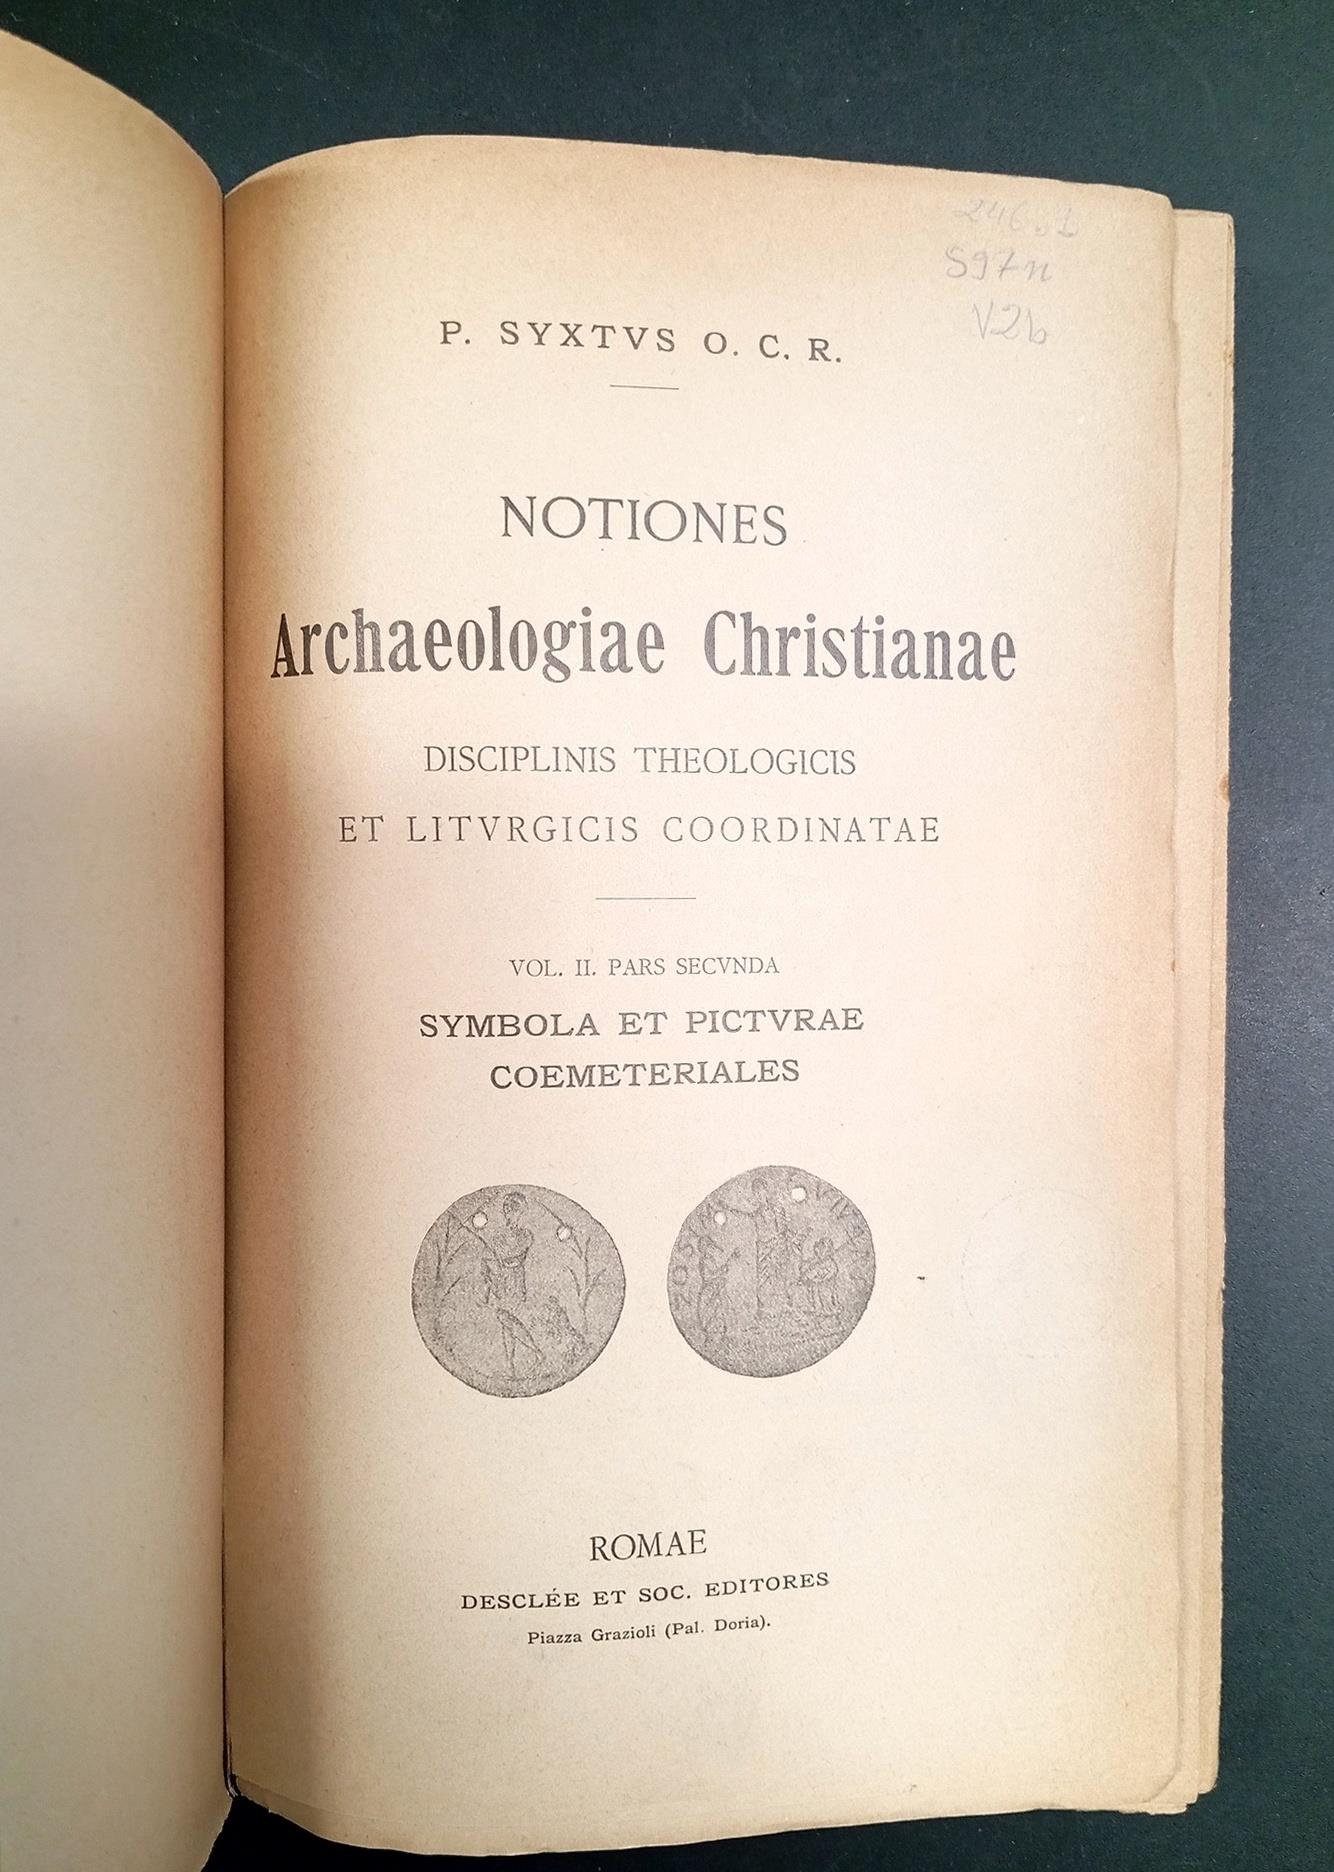 246.1
S97n
V2b
P. SYXTVS O. C. R.
NOTIONES
Archaeologiae Christianae
DISCIPLINIS THEOLOGICIS
ET LITVRGICIS COORDINATAE
VOL. II. PARS SECVNDA
SYMBOLA ET PICTVRAE
COEMETERIALES
ROMAE
DESCLÉE ET SOC. EDITORES
Piazza Grazioli (Pal. Doria).